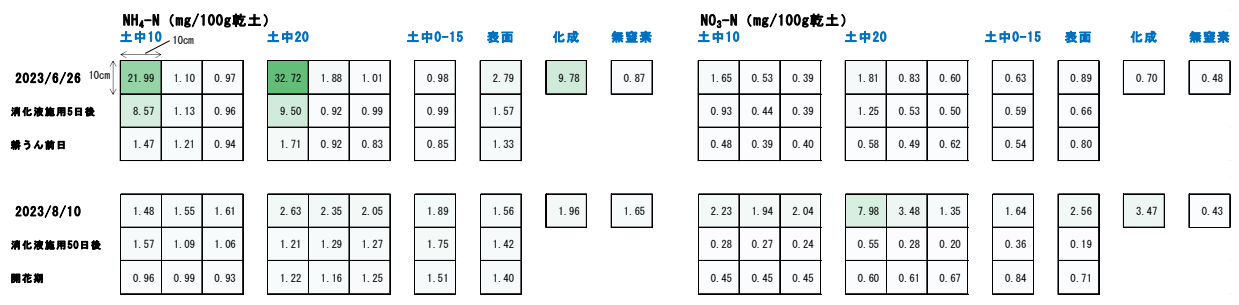 NH₄-N (mg/100g乾土) NO₃-N (mg/100g乾土)
土中10 土中20 土中0-15 表面 化成 無窒素 土中10 土中20 土中0-15 表面 化成 無窒素
10cm
2023/6/26 10cm 21.99 1.10 0.97 32.72 1.88 1.01 0.98 2.79 9.78 0.87 1.65 0.53 0.39 1.81 0.83 0.60 0.63 0.89 0.70 0.48
消化液施用5日後 8.57 1.13 0.96 9.50 0.92 0.99 0.99 1.57 0.93 0.44 0.39 1.25 0.53 0.50 0.59 0.66
耕うん前日 1.47 1.21 0.94 1.71 0.92 0.83 0.85 1.33 0.48 0.39 0.40 0.58 0.49 0.62 0.54 0.80
2023/8/10 1.48 1.55 1.61 2.63 2.35 2.05 1.89 1.56 1.96 1.65 2.23 1.94 2.04 7.98 3.48 1.35 1.64 2.56 3.47 0.43
消化液施用50日後 1.57 1.09 1.06 1.21 1.29 1.27 1.75 1.42 0.28 0.27 0.24 0.55 0.28 0.20 0.36 0.19
開花期 0.96 0.99 0.93 1.22 1.16 1.25 1.51 1.40 0.45 0.45 0.45 0.60 0.61 0.67 0.84 0.71